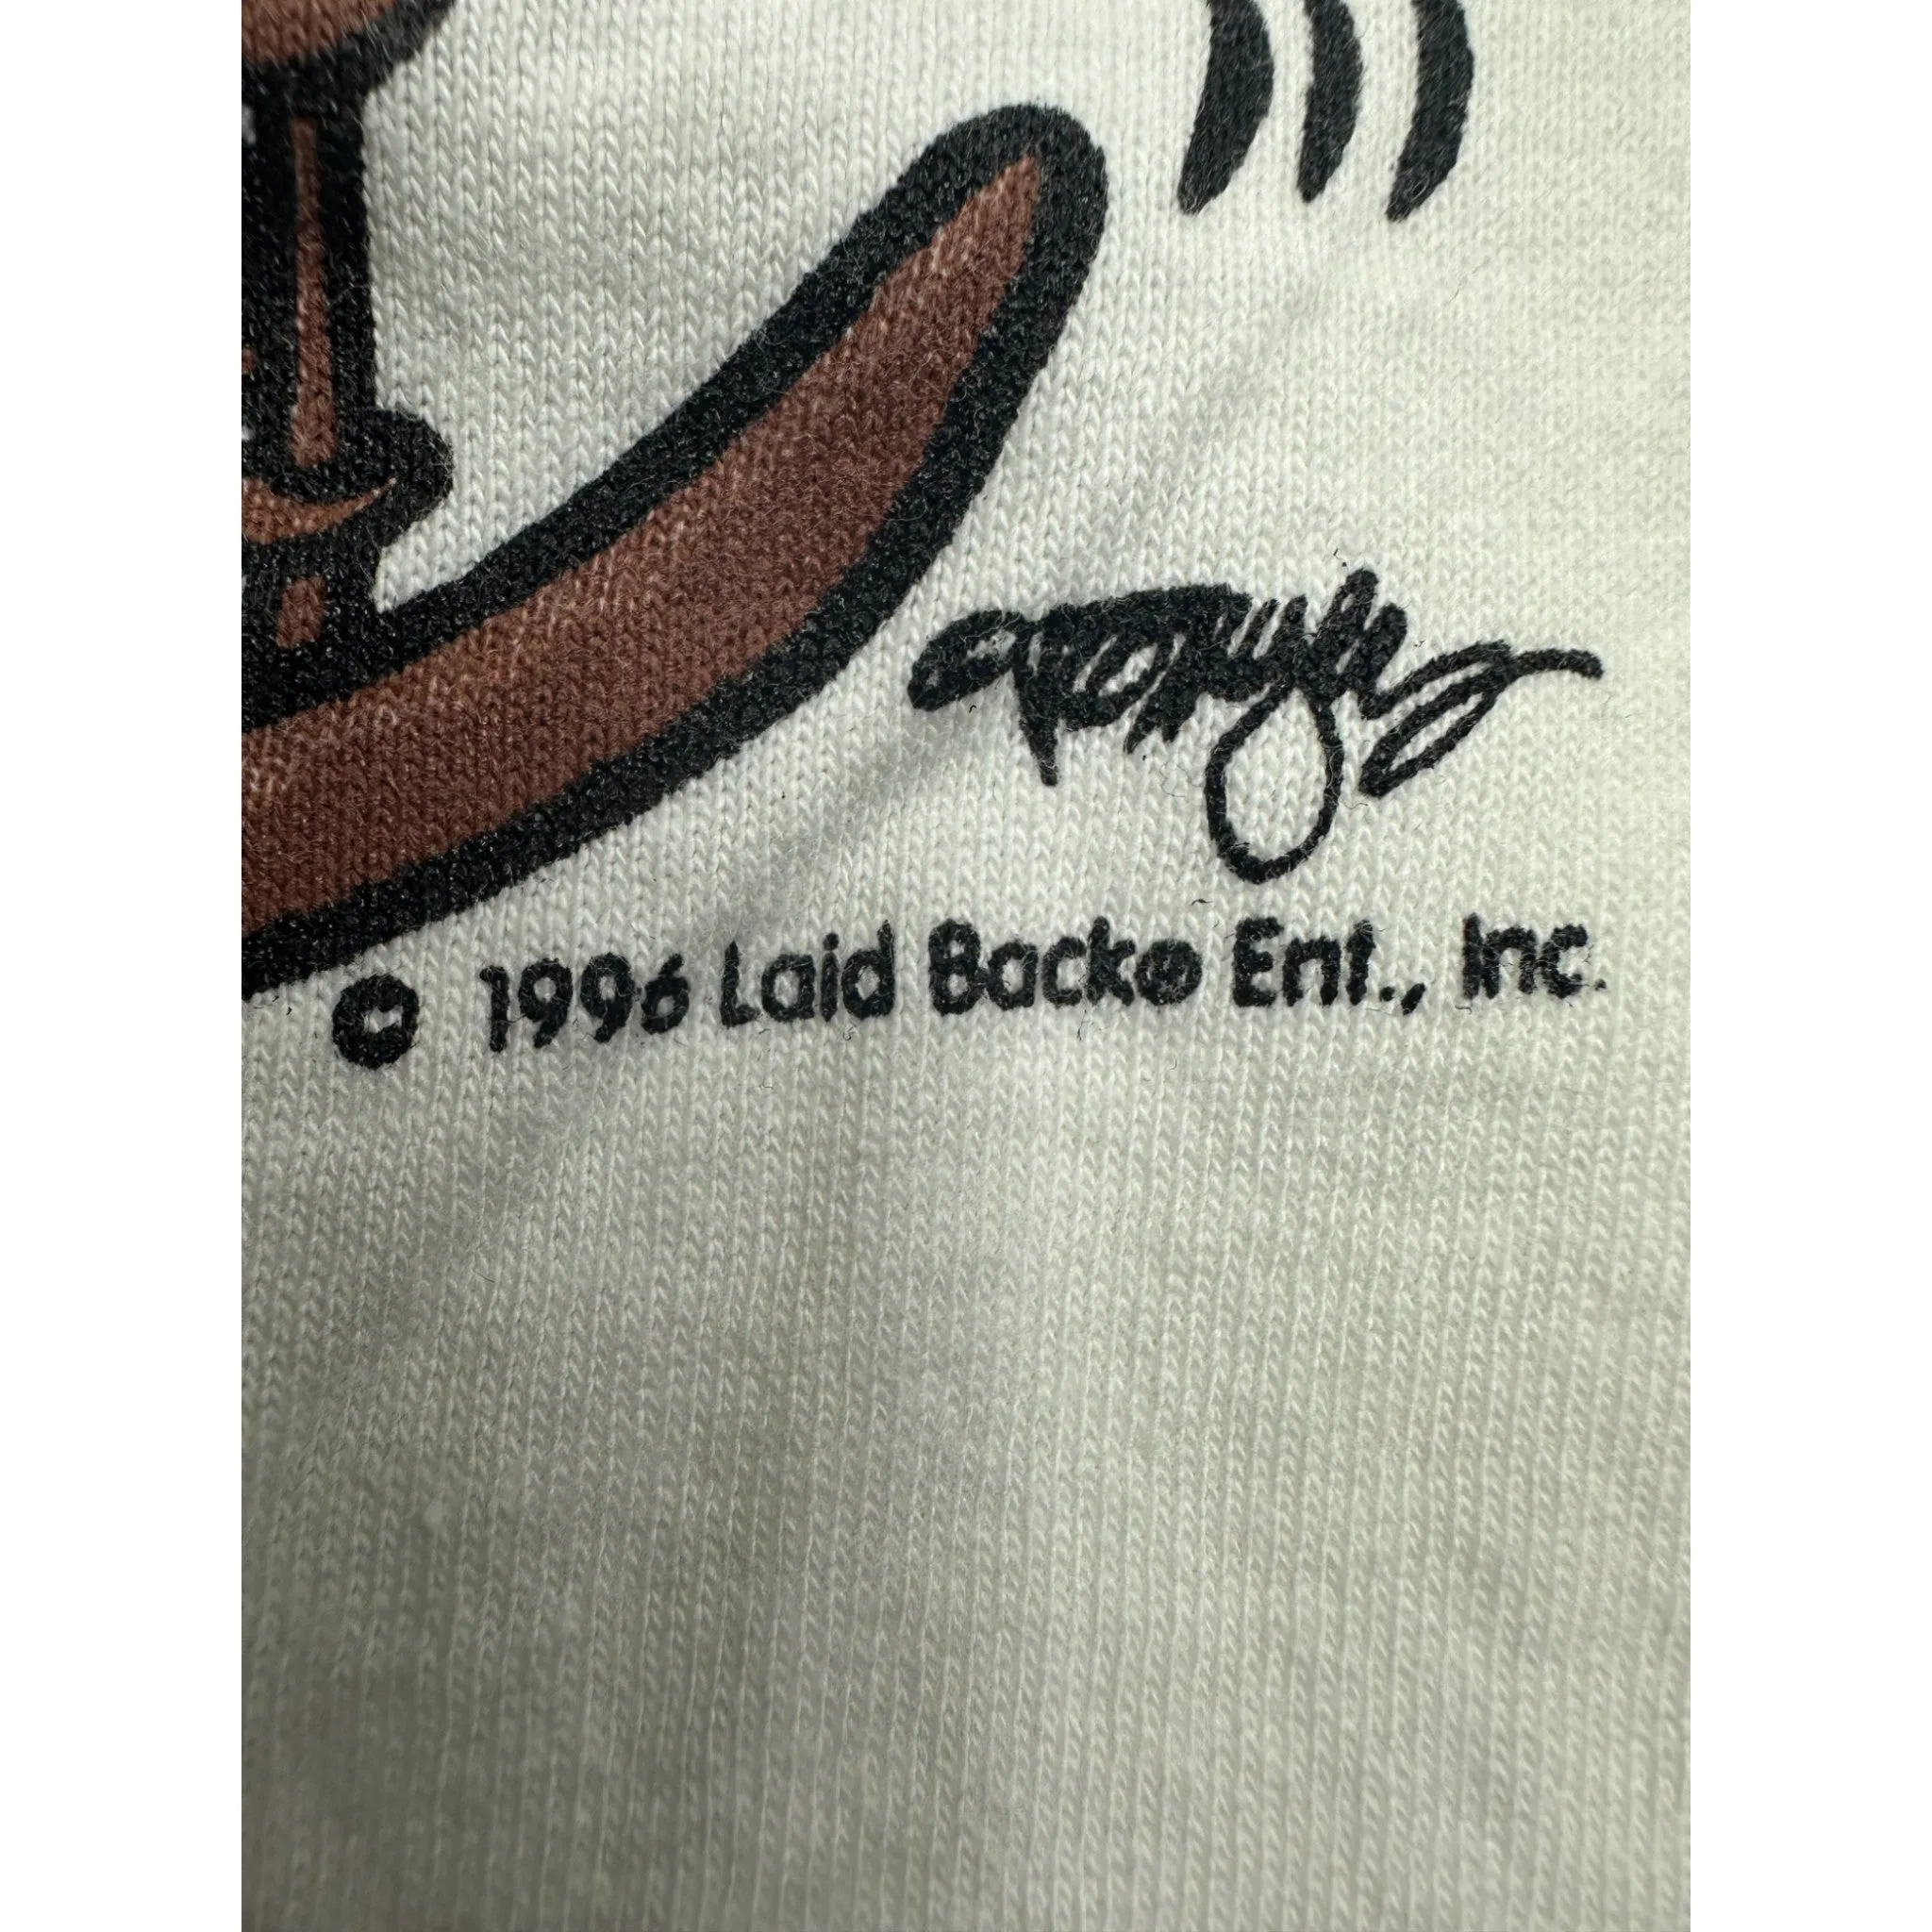 © 1996 Laid Back® Ent., Inc.